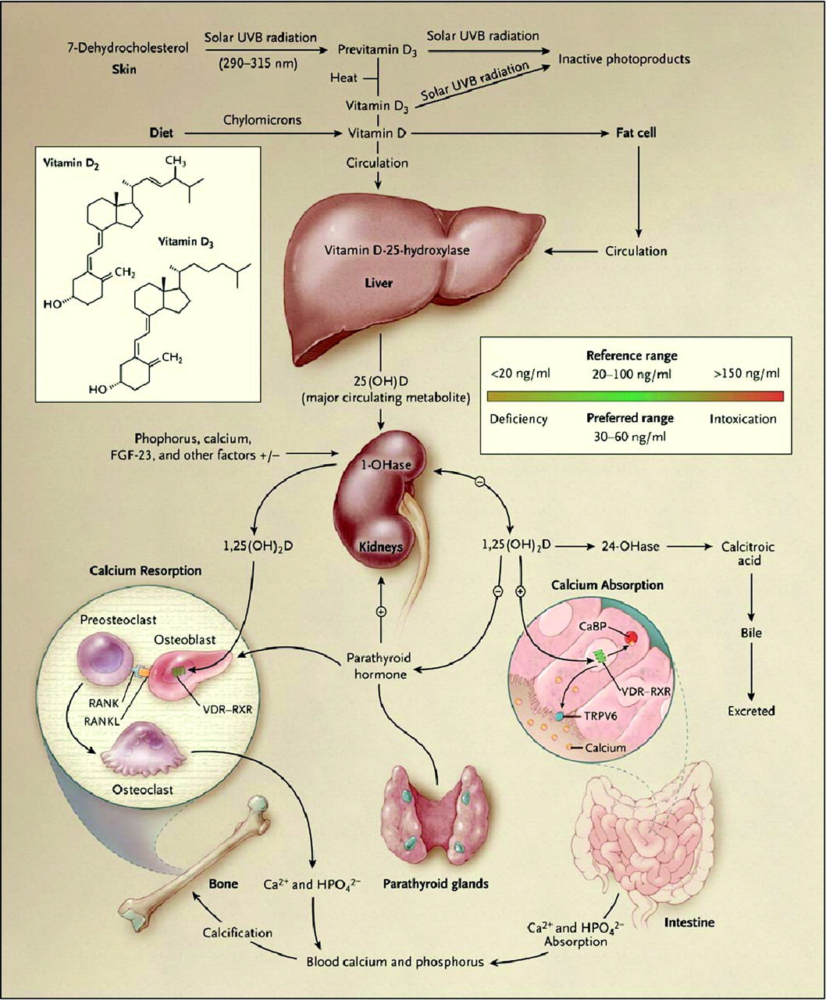 7-Dehydrocholesterol
Skin
Solar UVB radiation
(290–315 nm)
Previtamin D₃
Solar UVB radiation
Inactive photoproducts
Heat
Solar UVB radiation
Vitamin D₃
Diet
Chylomicrons
Vitamin D
Fat cell
Circulation
Vitamin D₂
CH₃
CH₂
HO
Vitamin D₃
CH₂
HO
Vitamin D-25-hydroxylase
Liver
Circulation
25(OH)D
(major circulating metabolite)
Reference range
<20 ng/ml
20–100 ng/ml
>150 ng/ml
Deficiency
Preferred range
Intoxication
30–60 ng/ml
Phophorus, calcium,
FGF-23, and other factors +/−
1-OHase
−
Kidneys
1,25(OH)₂D
1,25(OH)₂D
24-OHase
Calcitroic
acid
Calcium Resorption
Calcium Absorption
−
+
+
Preosteoclast
Osteoblast
RANK
RANKL
VDR–RXR
Osteoclast
Parathyroid
hormone
CaBP
VDR–RXR
TRPV6
Calcium
Bile
Excreted
Bone
Ca²⁺ and HPO₄²⁻
Parathyroid glands
Intestine
Calcification
Ca²⁺ and HPO₄²⁻
Absorption
Blood calcium and phosphorus